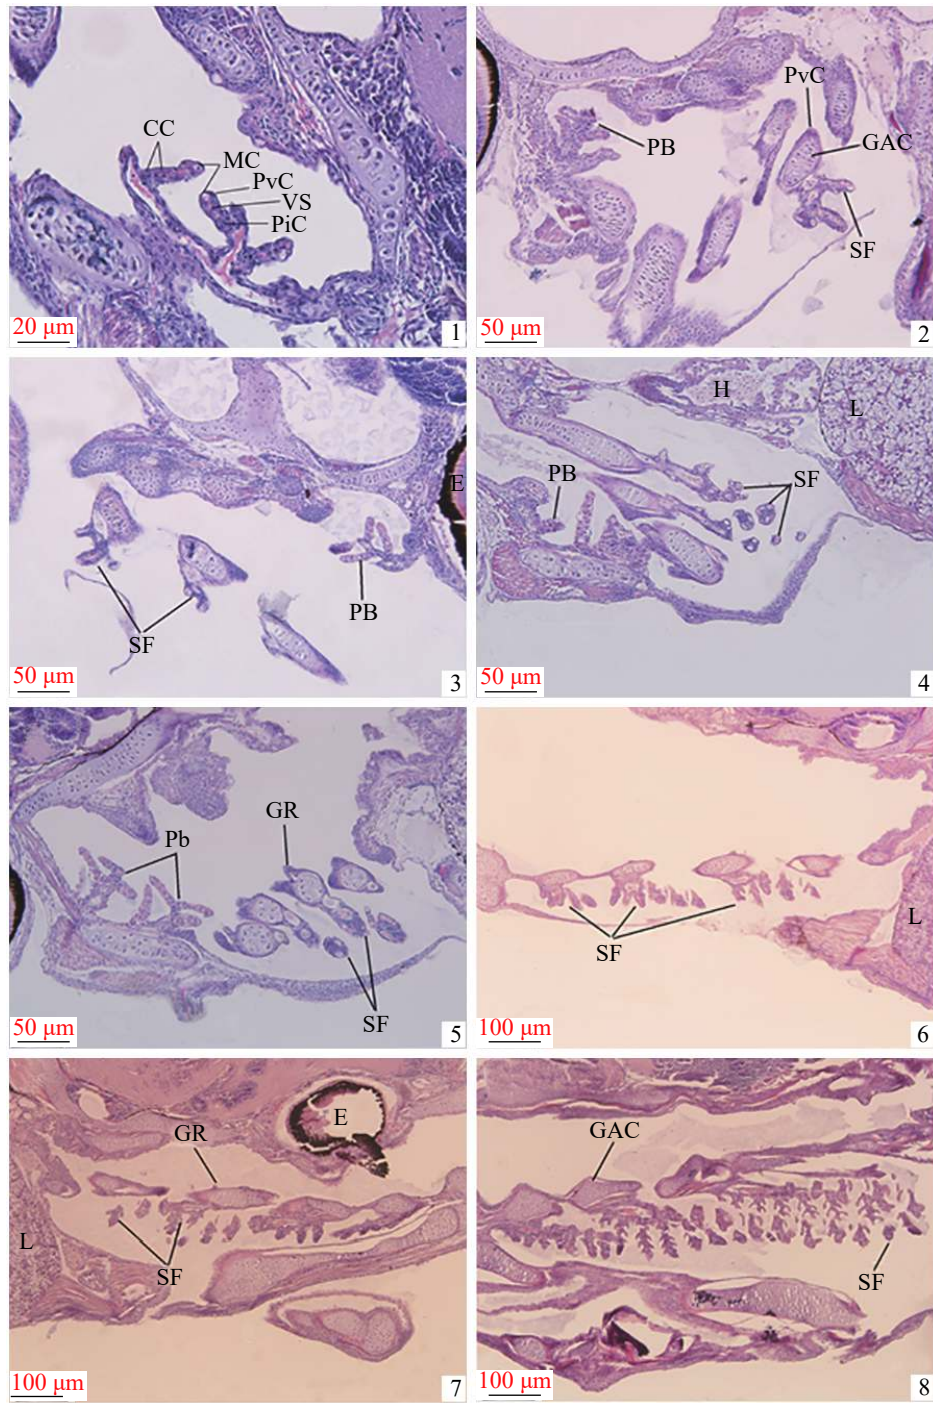 CC
MC
PvC
VS
PiC
20 μm
1
PvC
PB
GAC
SF
50 μm
2
E
PB
SF
50 μm
3
H
L
PB
SF
50 μm
4
GR
Pb
SF
50 μm
5
L
SF
100 μm
6
E
GR
L
SF
100 μm
7
GAC
SF
100 μm
8